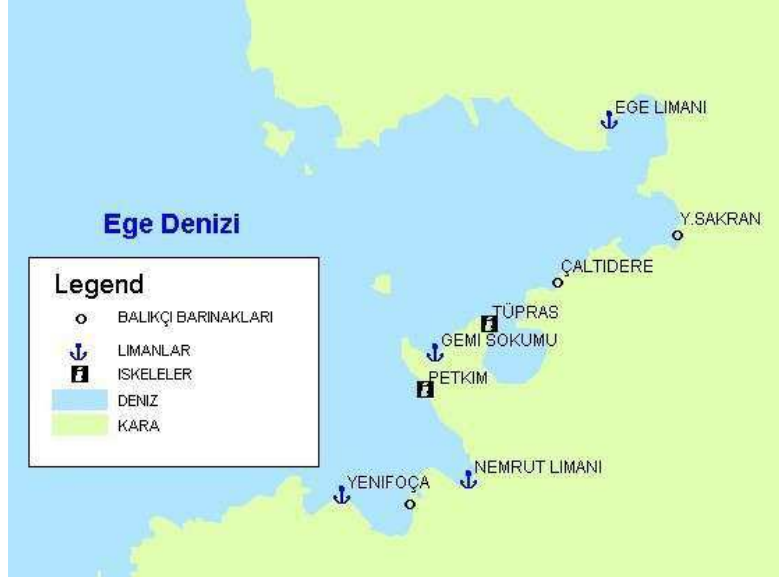 EGE LIMANI
Y.SAKRAN
Ege Denizi
ÇALTIDERE
Legend
BALIKÇI BARINAKLARI
TÜPRAS
GEMI SOKUMU
LIMANLAR
ISKELELER
PETKIM
DENIZ
KARA
NEMRUT LIMANI
YENIFOÇA